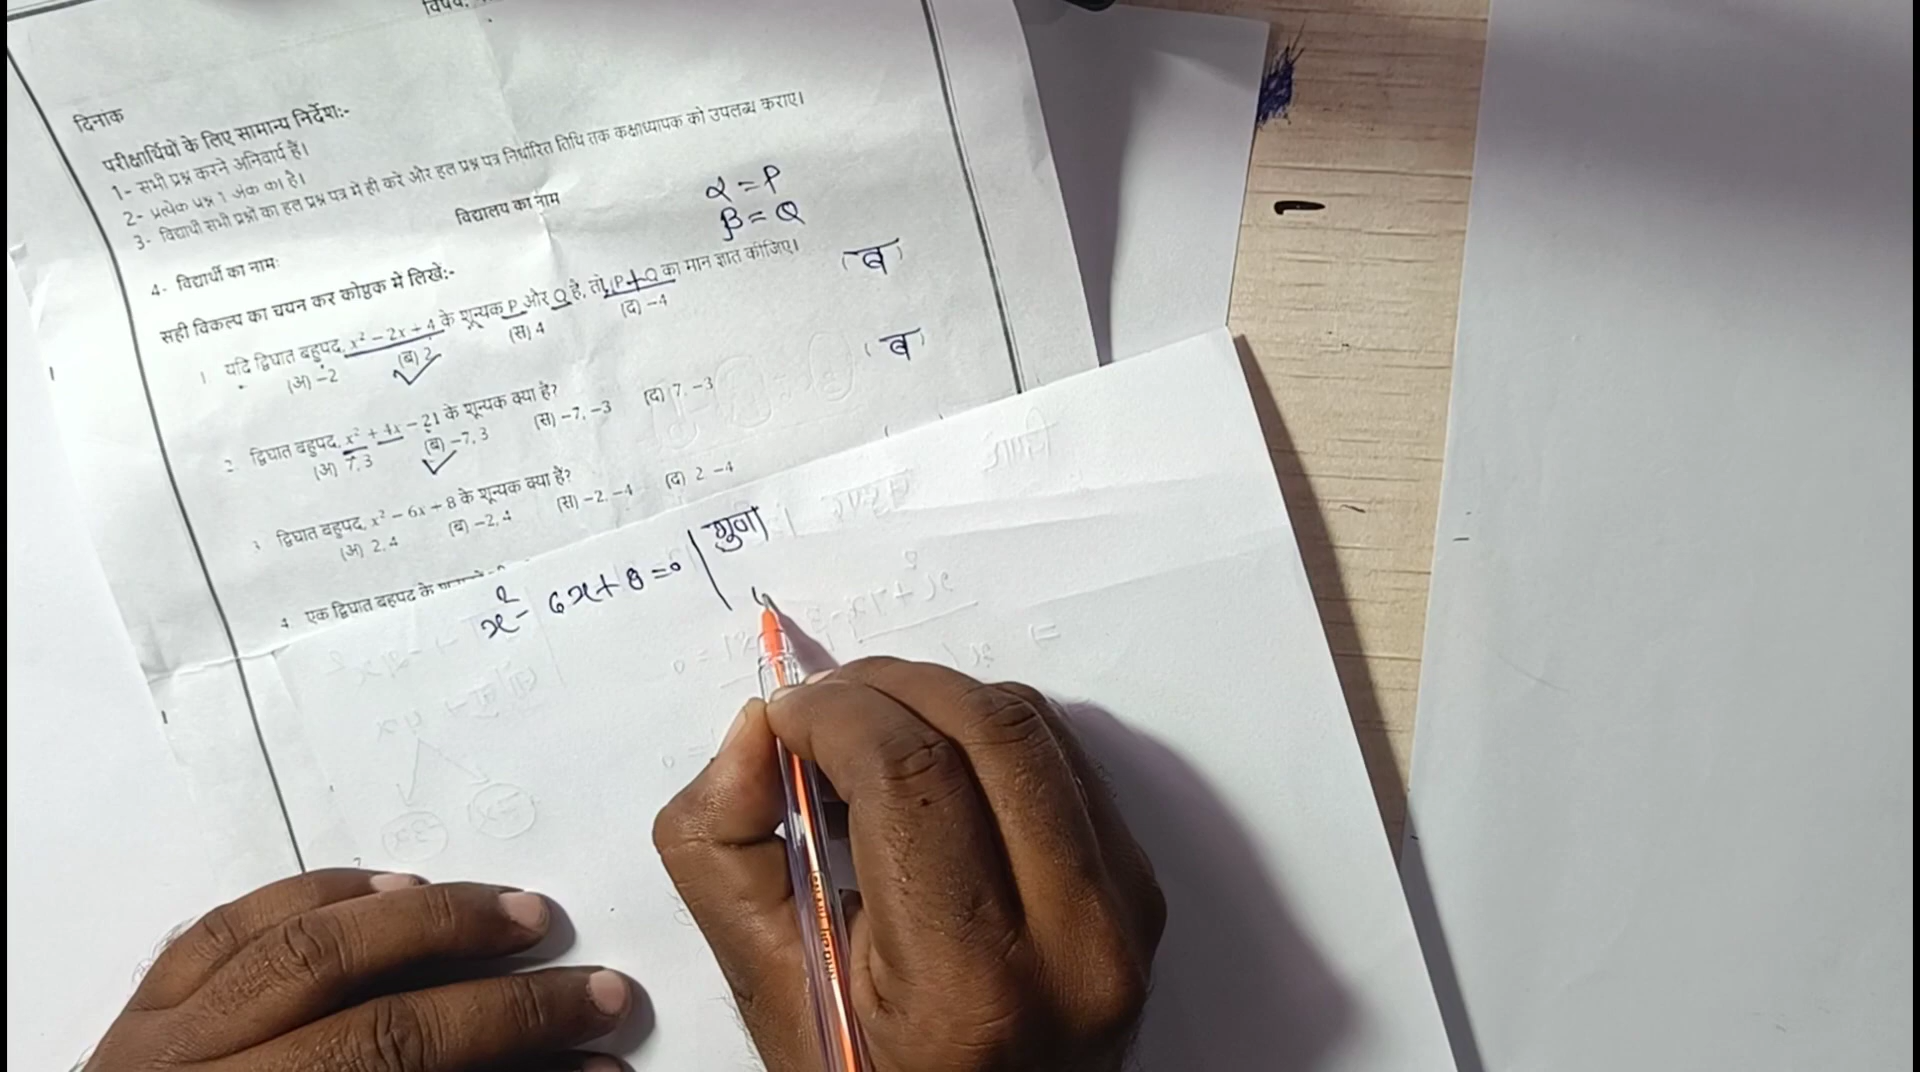 दिनांक
परीक्षार्थियों के लिए सामान्य निर्देश:-
1- सभी प्रश्न करने अनिवार्य हैं।
2- प्रत्येक प्रश्न 1 अंक का है।
3- विद्यार्थी सभी प्रश्नों का हल प्रश्न पत्र में ही करें और हल प्रश्न पत्र निर्धारित तिथि तक कक्षाध्यापक को उपलब्ध कराए।
4- विद्यार्थी का नाम: विद्यालय का नाम
α = P
β = Q
सही विकल्प का चयन कर कोष्ठक में लिखें:-
1 यदि द्विघात बहुपद, x² − 2x + 4 के शून्यक P और Q है, तो, P + Q का मान ज्ञात कीजिए। (ब)
(अ) −2 (ब) 2 (स) 4 (द) −4
2 द्विघात बहुपद, x² + 4x − 21 के शून्यक क्या है? (ब)
(अ) 7, 3 (ब) −7, 3 (स) −7, −3 (द) 7, −3
3 द्विघात बहुपद, x² − 6x + 8 के शून्यक क्या हैं?
(अ) 2, 4 (ब) −2, 4 (स) −2, −4 (द) 2 −4
4 एक द्विघात बहुपद के
x² − 6x + 8 = 0 गुणा